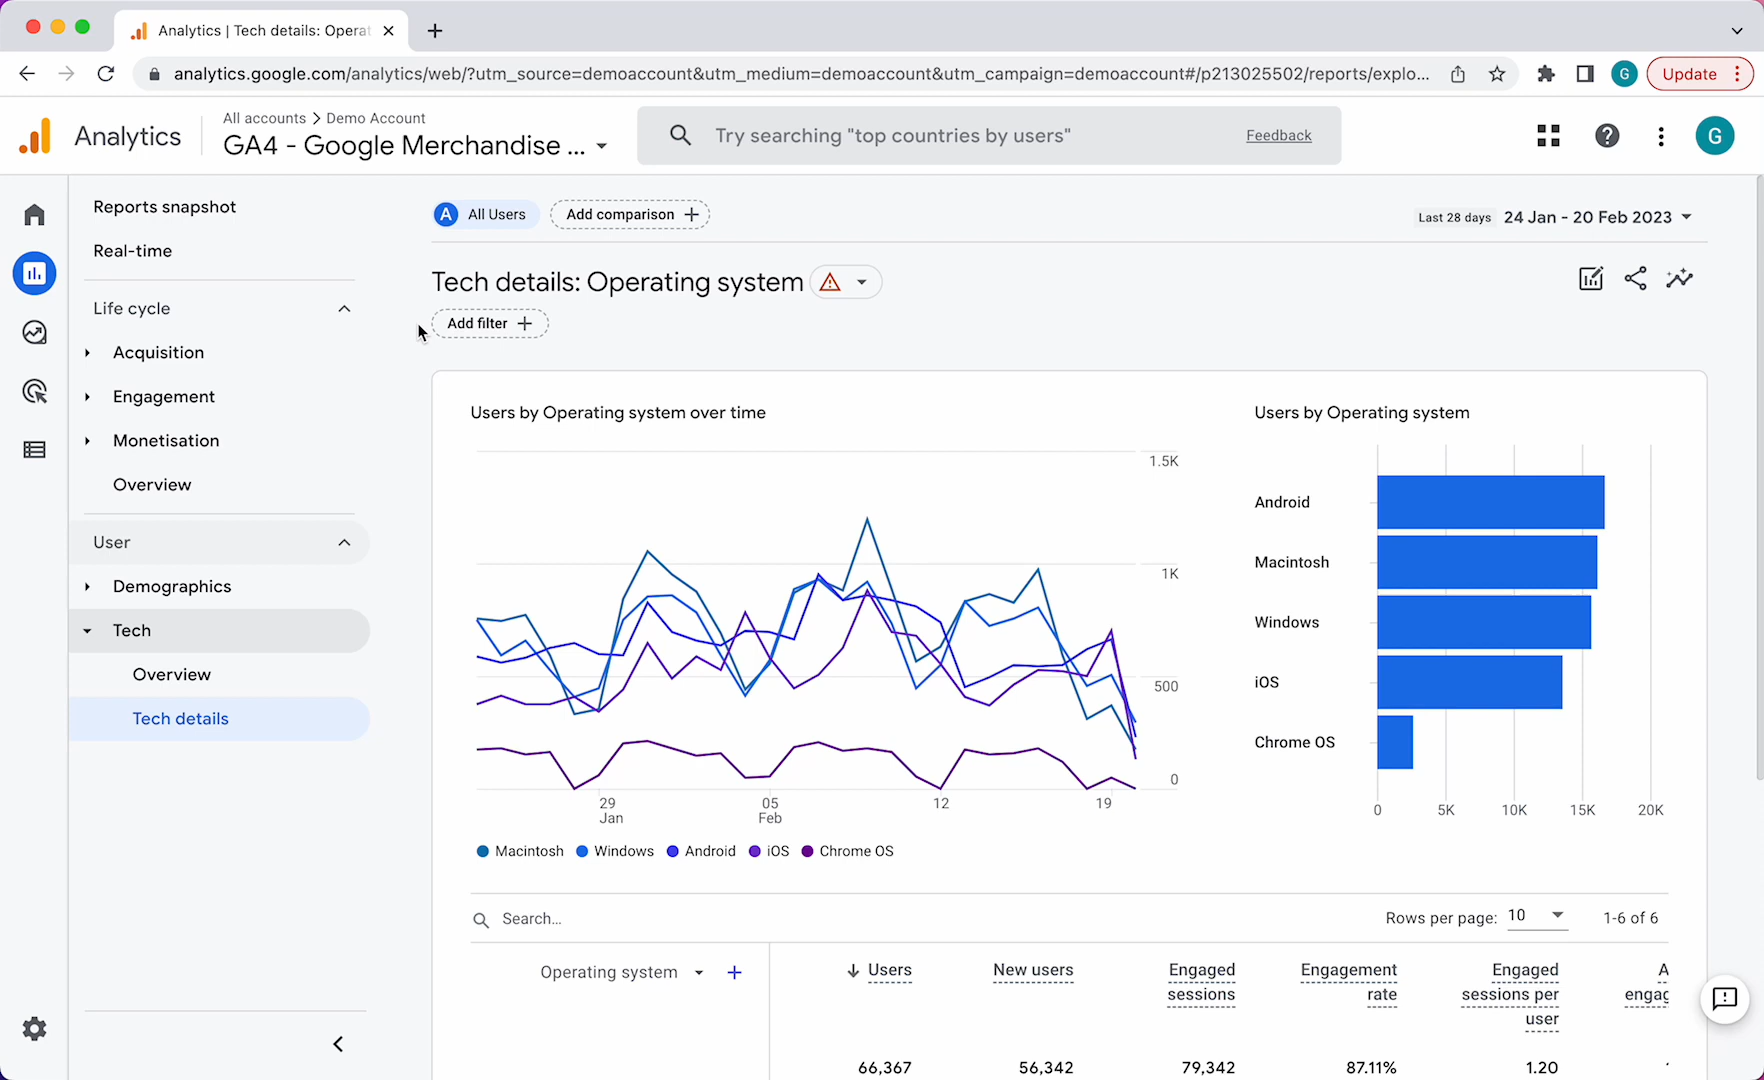 Analytics | Tech details: Operat
analytics.google.com/analytics/web/?utm_source=demoaccount&utm_medium=demoaccount&utm_campaign=demoaccount#/p213025502/reports/explo...
G
Update
Analytics
All accounts > Demo Account
GA4 - Google Merchandise ...
Try searching "top countries by users"
Feedback
G
Reports snapshot
Real-time
Life cycle
Acquisition
Engagement
Monetisation
Overview
User
Demographics
Tech
Overview
Tech details
A All Users
Add comparison +
Last 28 days 24 Jan - 20 Feb 2023
Tech details: Operating system
Add filter +
Users by Operating system over time
1.5K
1K
500
0
29
Jan
05
Feb
12
19
Macintosh Windows Android iOS Chrome OS
Users by Operating system
Android
Macintosh
Windows
iOS
Chrome OS
0 5K 10K 15K 20K
Search...
Rows per page: 10 1-6 of 6
Operating system +
Users
New users
Engaged
sessions
Engagement
rate
Engaged
sessions per
user
A
engag
66,367 56,342 79,342 87.11% 1.20